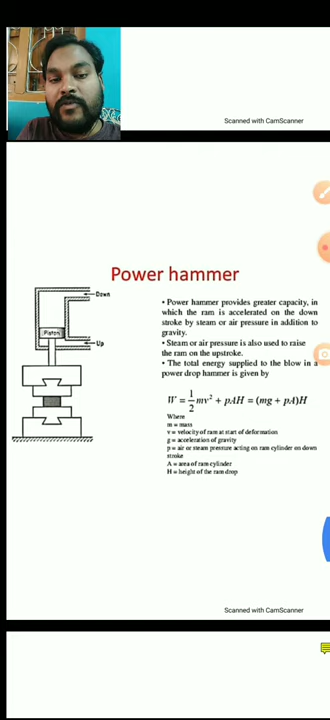 Scanned with CamScanner
Power hammer
Down
Piston
Up
• Power hammer provides greater capacity, in
which the ram is accelerated on the down
stroke by steam or air pressure in addition to
gravity.
• Steam or air pressure is also used to raise
the ram on the upstroke.
• The total energy supplied to the blow in a
power drop hammer is given by
W = 1/2 mv² + pAH = (mg + pA)H
Where
m = mass
v = velocity of ram at start of deformation
g = acceleration of gravity
p = air or steam pressure acting on ram cylinder on down
stroke
A = area of ram cylinder
H = height of the ram drop
Scanned with CamScanner